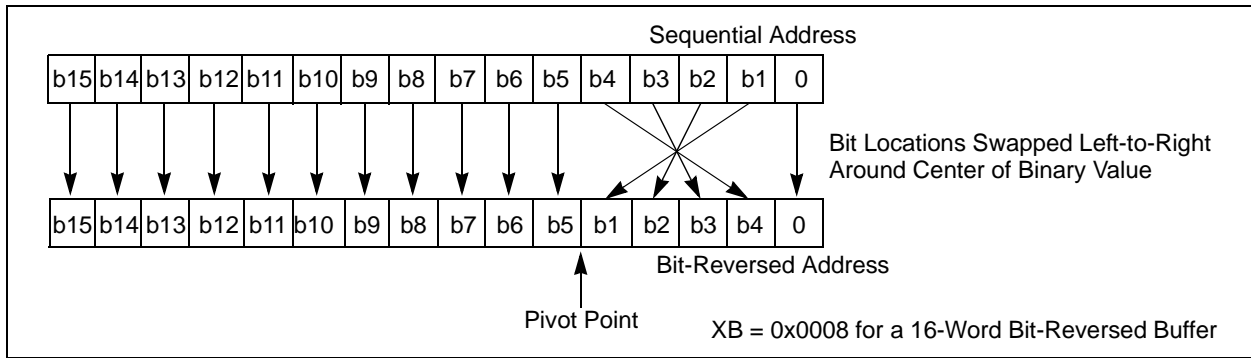 Sequential Address
b15 b14 b13 b12 b11 b10 b9 b8 b7 b6 b5 b4 b3 b2 b1 0
Bit Locations Swapped Left-to-Right
Around Center of Binary Value
b15 b14 b13 b12 b11 b10 b9 b8 b7 b6 b5 b1 b2 b3 b4 0
Bit-Reversed Address
Pivot Point
XB = 0x0008 for a 16-Word Bit-Reversed Buffer